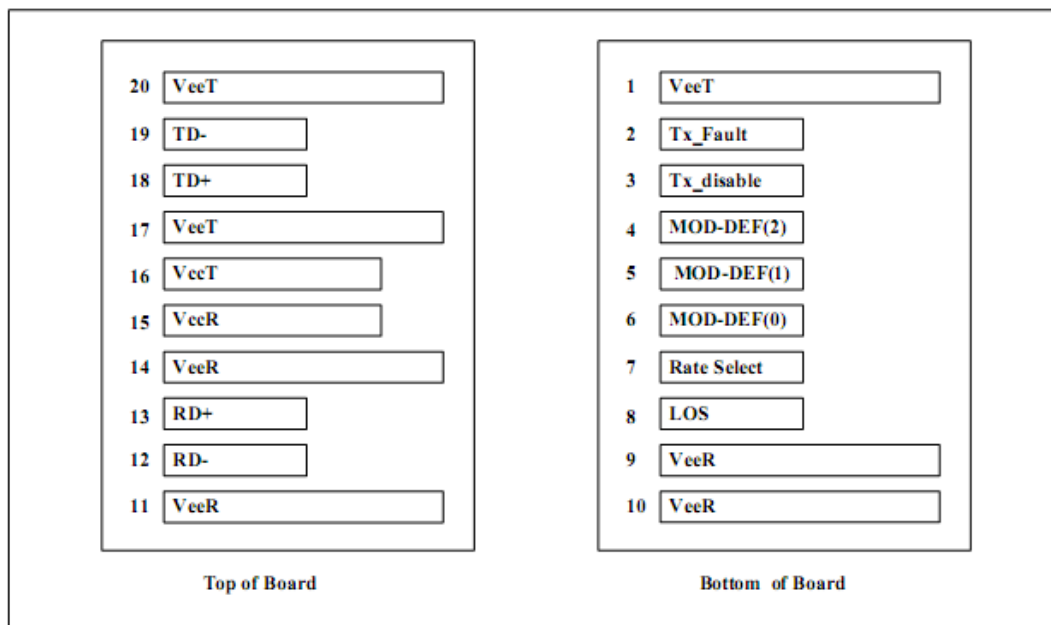 20 VeeT
19 TD-
18 TD+
17 VeeT
16 VccT
15 VccR
14 VeeR
13 RD+
12 RD-
11 VeeR
Top of Board
1 VeeT
2 Tx_Fault
3 Tx_disable
4 MOD-DEF(2)
5 MOD-DEF(1)
6 MOD-DEF(0)
7 Rate Select
8 LOS
9 VeeR
10 VeeR
Bottom of Board